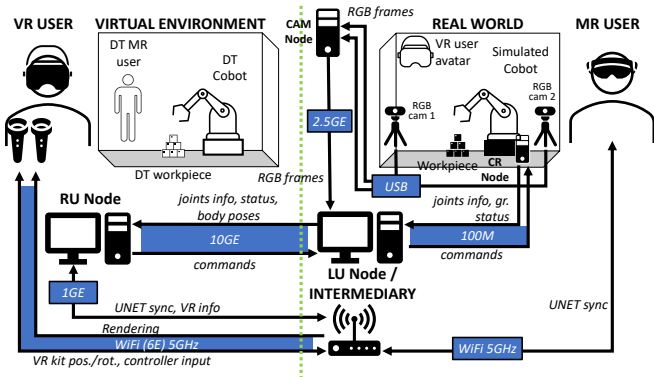 VR USER
VIRTUAL ENVIRONMENT
CAM
Node
RGB frames
REAL WORLD
MR USER
DT MR
user
DT
Cobot
VR user
avatar
Simulated
Cobot
RGB
cam 1
RGB
cam 2
2.5GE
DT workpiece
RGB frames
Workpiece
CR
Node
USB
RU Node
joints info, status,
body poses
10GE
commands
joints info, gr.
status
100M
commands
LU Node /
INTERMEDIARY
1GE
UNET sync, VR info
UNET sync
Rendering
WiFi (6E) 5GHz
WiFi 5GHz
VR kit pos./rot., controller input